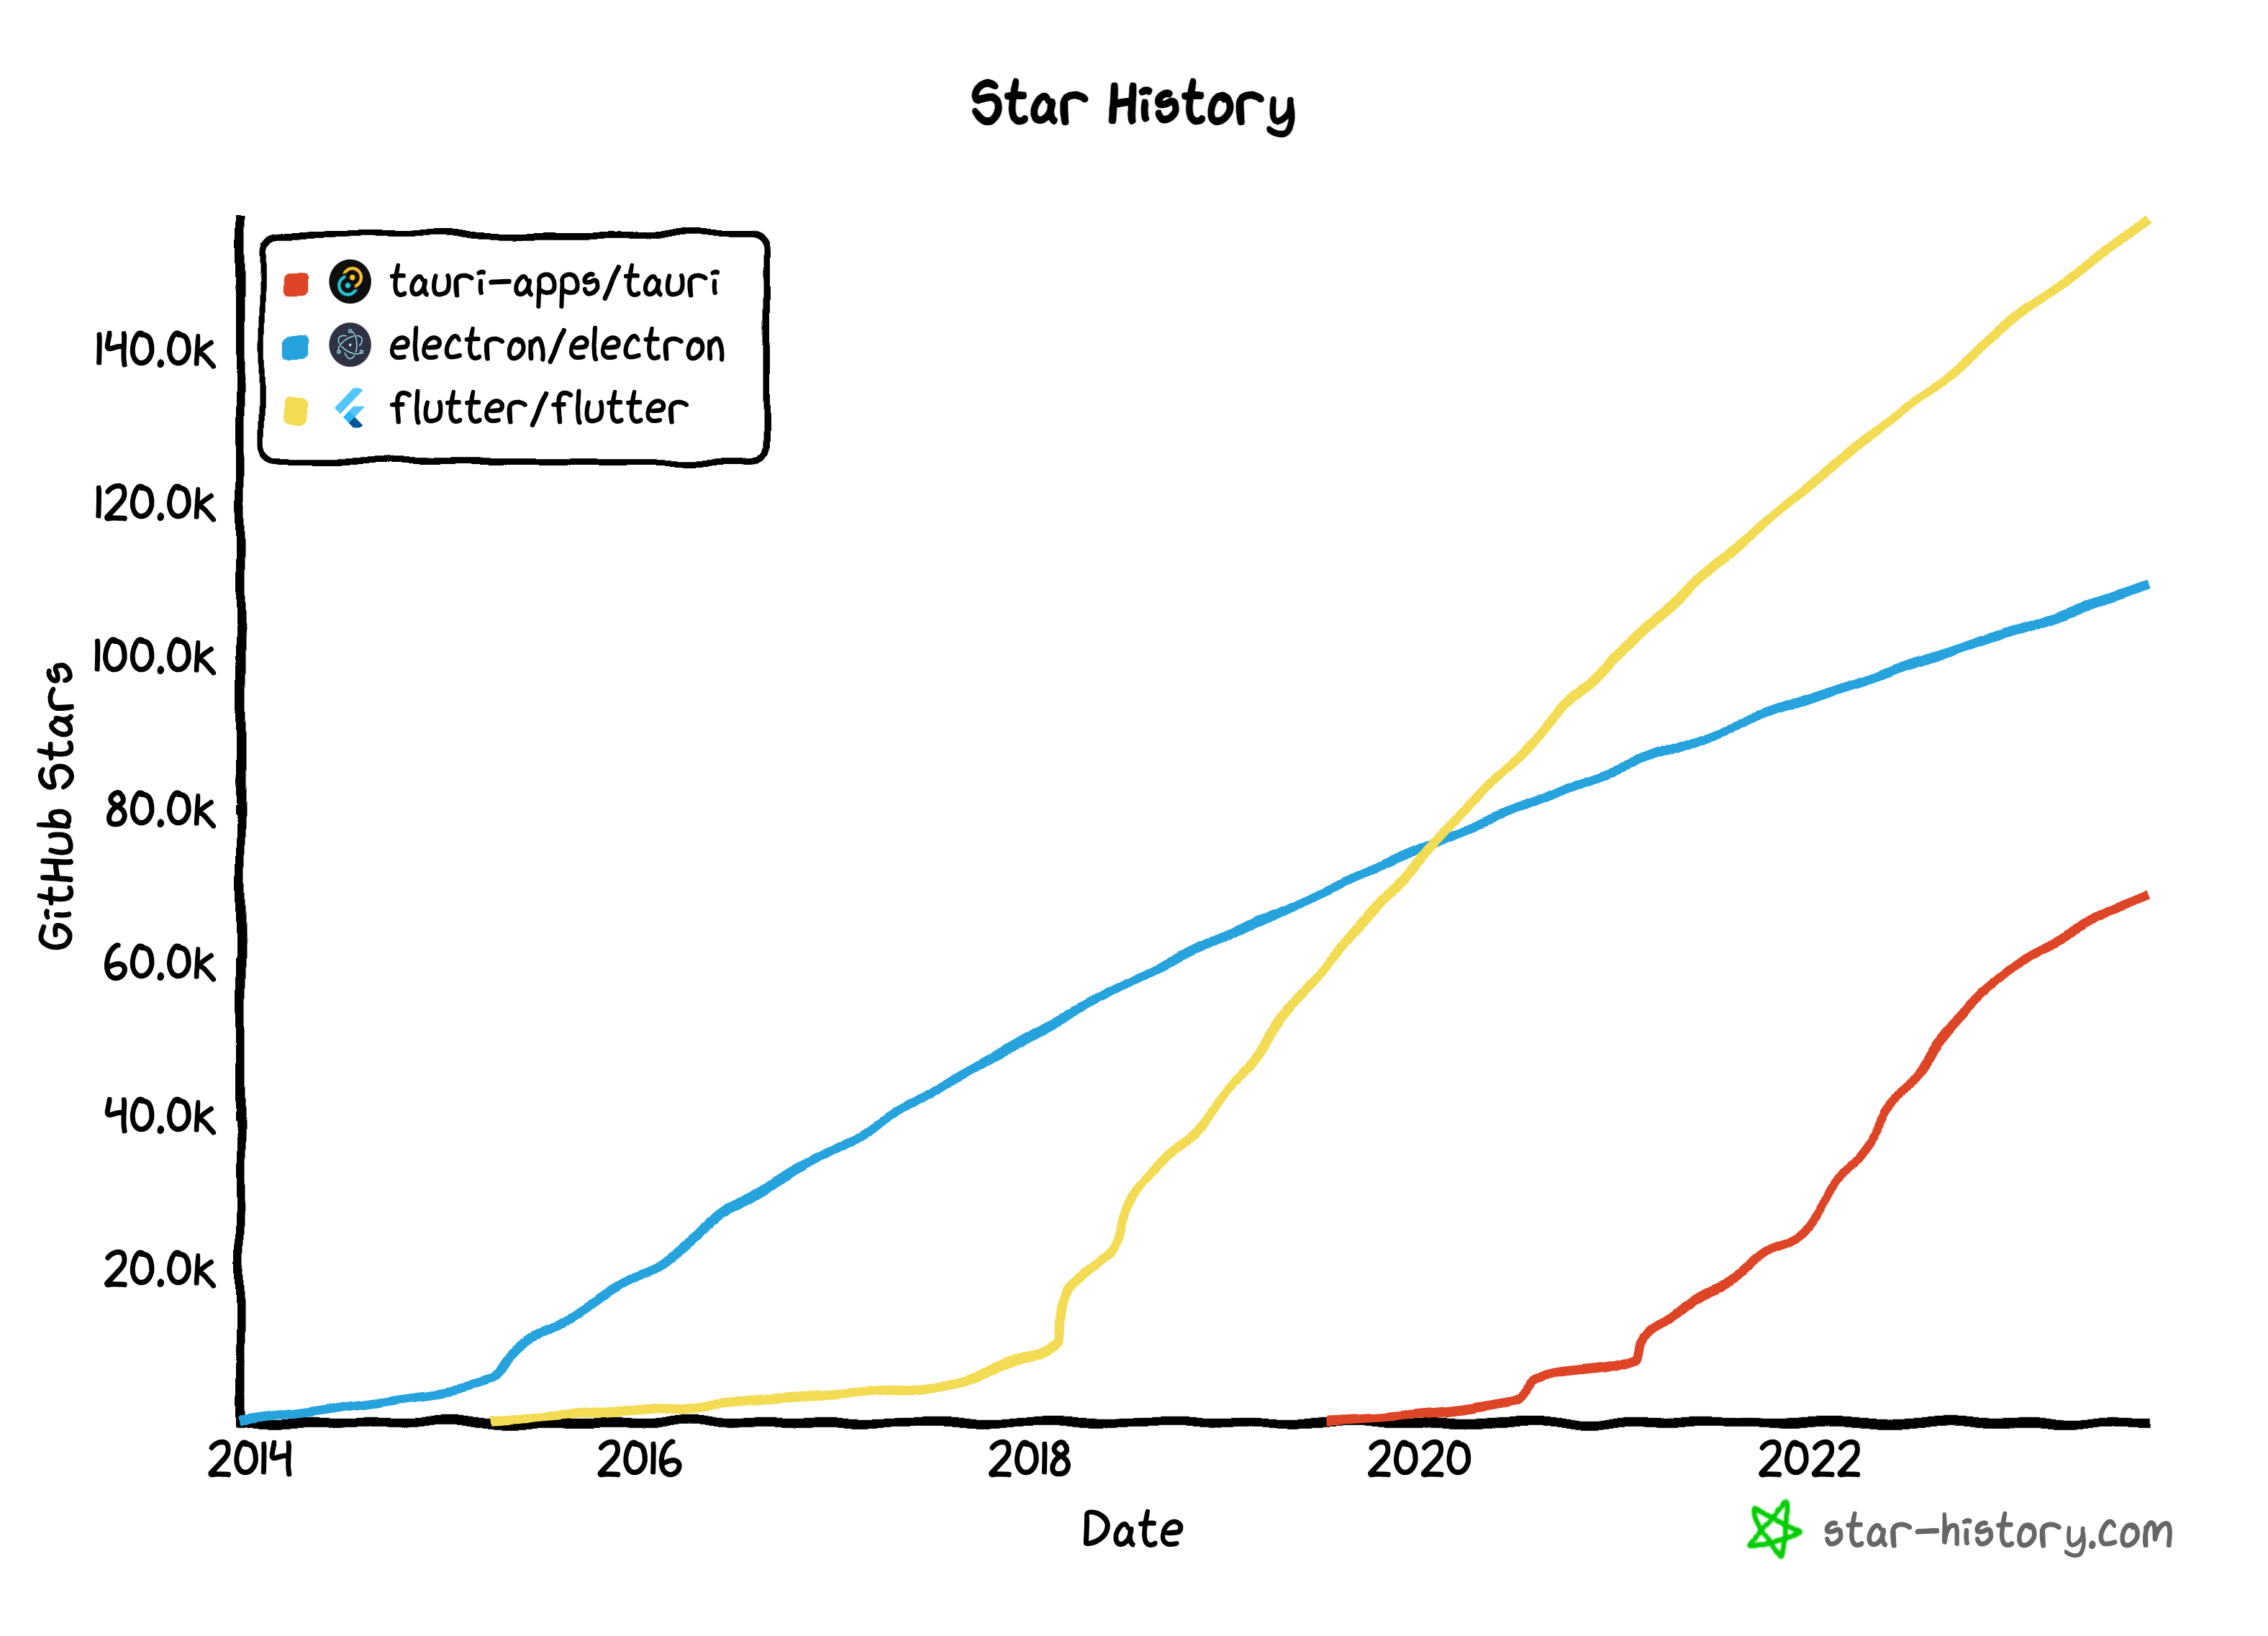 Star History
tauri-apps/tauri
electron/electron
flutter/flutter
140.0k
120.0k
100.0k
80.0k
60.0k
40.0k
20.0k
GitHub Stars
2014 2016 2018 2020 2022
Date
star-history.com